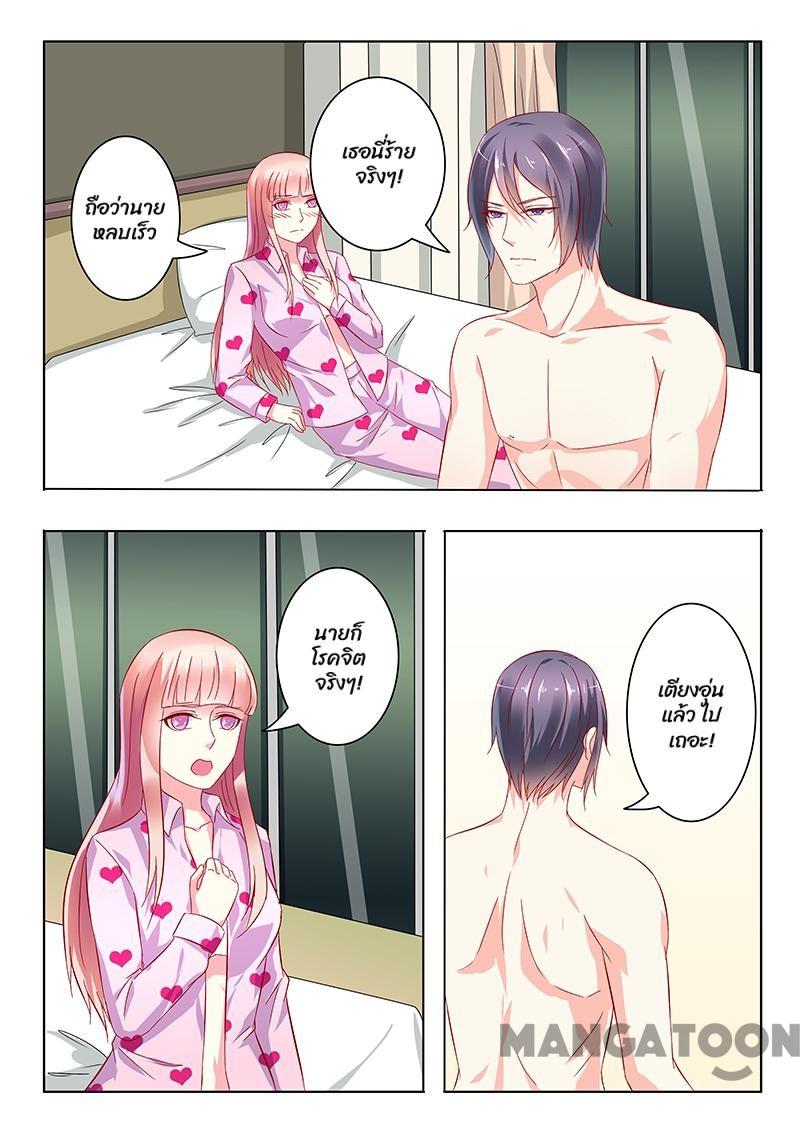 เธอนี่ร้าย
จริงๆ!
ถือว่านาย
หลบเร็ว
นายก็
โรคจิต
จริงๆ!
เตียงอุ่น
แล้ว ไป
เถอะ!
MANGATOON